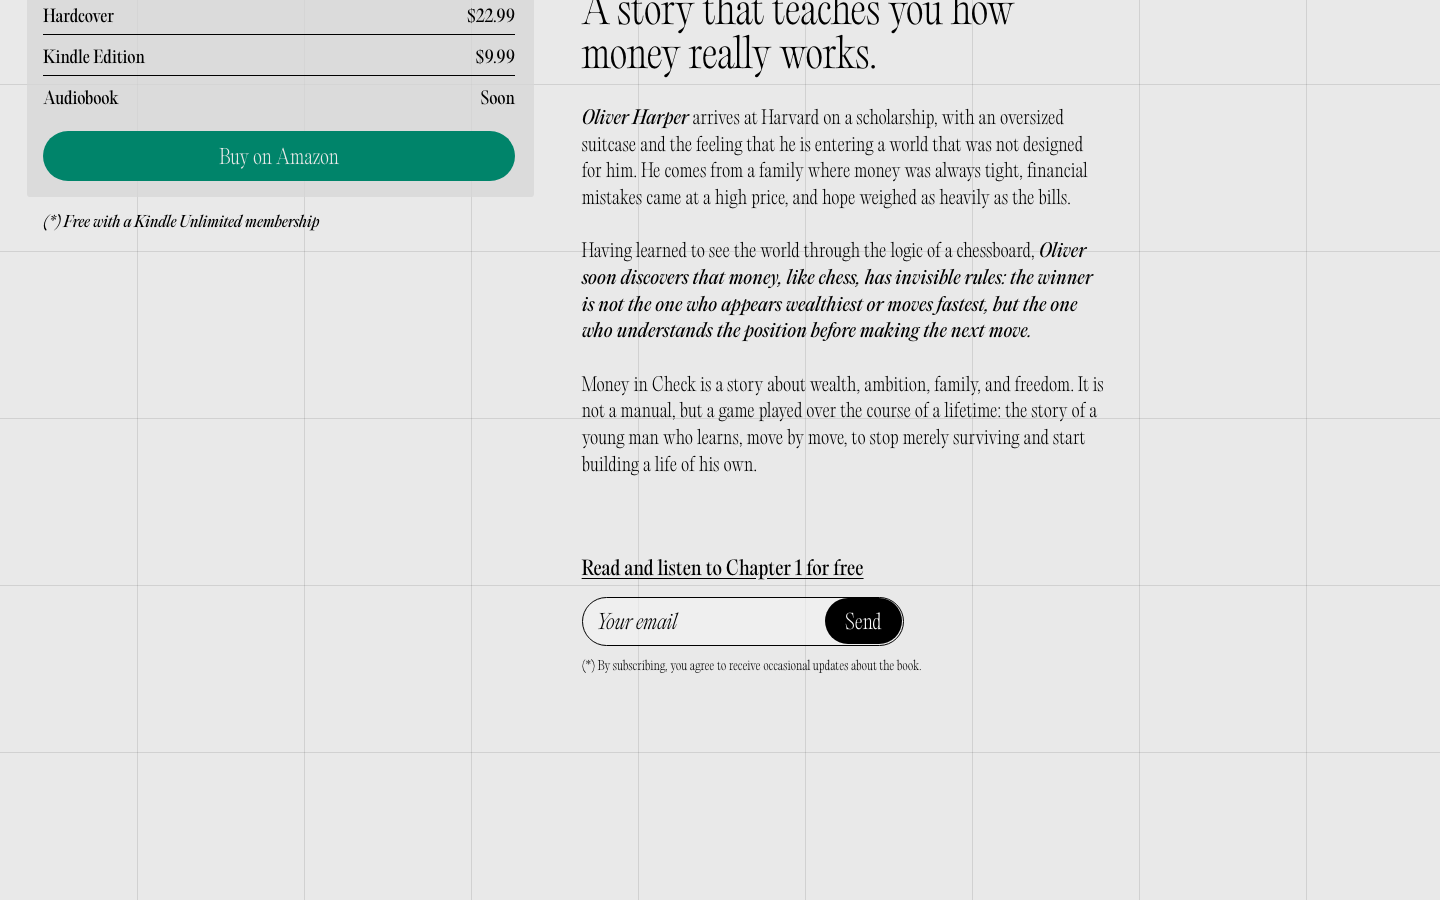 Hardcover $22.99
Kindle Edition $9.99
Audiobook Soon
Buy on Amazon
(*) Free with a Kindle Unlimited membership
A story that teaches you how
money really works.
Oliver Harper arrives at Harvard on a scholarship, with an oversized
suitcase and the feeling that he is entering a world that was not designed
for him. He comes from a family where money was always tight, financial
mistakes came at a high price, and hope weighed as heavily as the bills.
Having learned to see the world through the logic of a chessboard, Oliver
soon discovers that money, like chess, has invisible rules: the winner
is not the one who appears wealthiest or moves fastest, but the one
who understands the position before making the next move.
Money in Check is a story about wealth, ambition, family, and freedom. It is
not a manual, but a game played over the course of a lifetime: the story of a
young man who learns, move by move, to stop merely surviving and start
building a life of his own.
Read and listen to Chapter 1 for free
Your email Send
(*) By subscribing, you agree to receive occasional updates about the book.